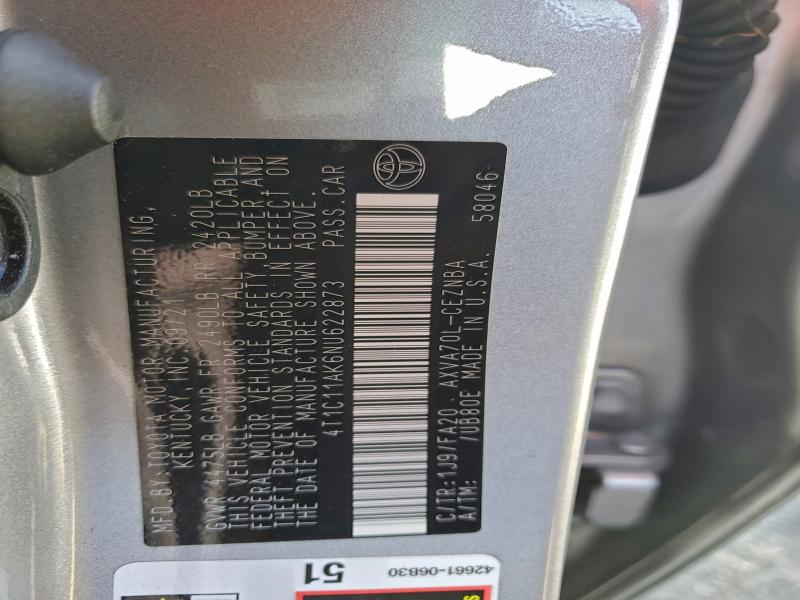 MFD.BY:TOYOTA MOTOR MANUFACTURING,
KENTUCKY, INC. 09/21
GVWR 4475LB GAWR FR 2490LB RR 2420LB
THIS VEHICLE CONFORMS TO ALL APPLICABLE
FEDERAL MOTOR VEHICLE SAFETY, BUMPER, AND
THEFT PREVENTION STANDARDS IN EFFECT ON
THE DATE OF MANUFACTURE SHOWN ABOVE.
4T1C11AK6NU622873 PASS.CAR
C/TR:1J9/FA20 AXVA70L-CEZNBA
A/TM: /UB80E MADE IN U.S.A. 58046
42661-06B30
51